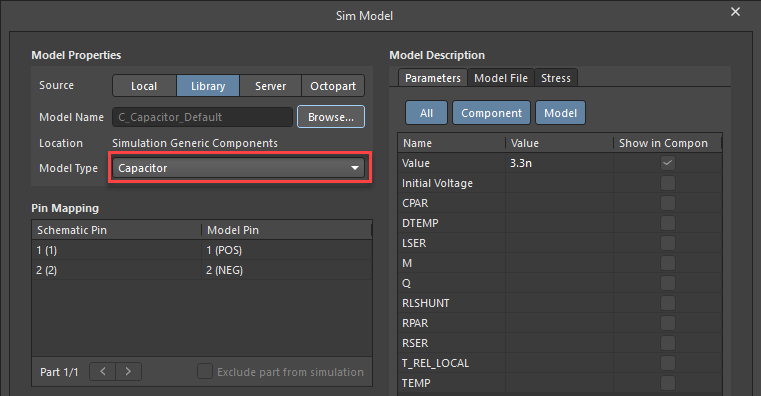 Sim Model
Model Properties
Source Local Library Server Octopart
Model Name C_Capacitor_Default Browse...
Location Simulation Generic Components
Model Type Capacitor
Pin Mapping
Schematic Pin Model Pin
1 (1) 1 (POS)
2 (2) 2 (NEG)
Part 1/1 < > Exclude part from simulation
Model Description
Parameters Model File Stress
All Component Model
Name Value Show in Compon
Value 3.3n
Initial Voltage
CPAR
DTEMP
LSER
M
Q
RLSHUNT
RPAR
RSER
T_REL_LOCAL
TEMP